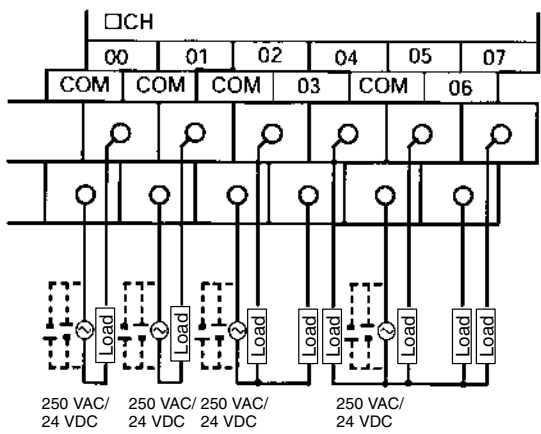 □CH
00 01 02 04 05 07
COM COM COM 03 COM 06
Load Load Load Load Load Load Load Load
250 VAC/ 250 VAC/ 250 VAC/ 250 VAC/
24 VDC 24 VDC 24 VDC 24 VDC